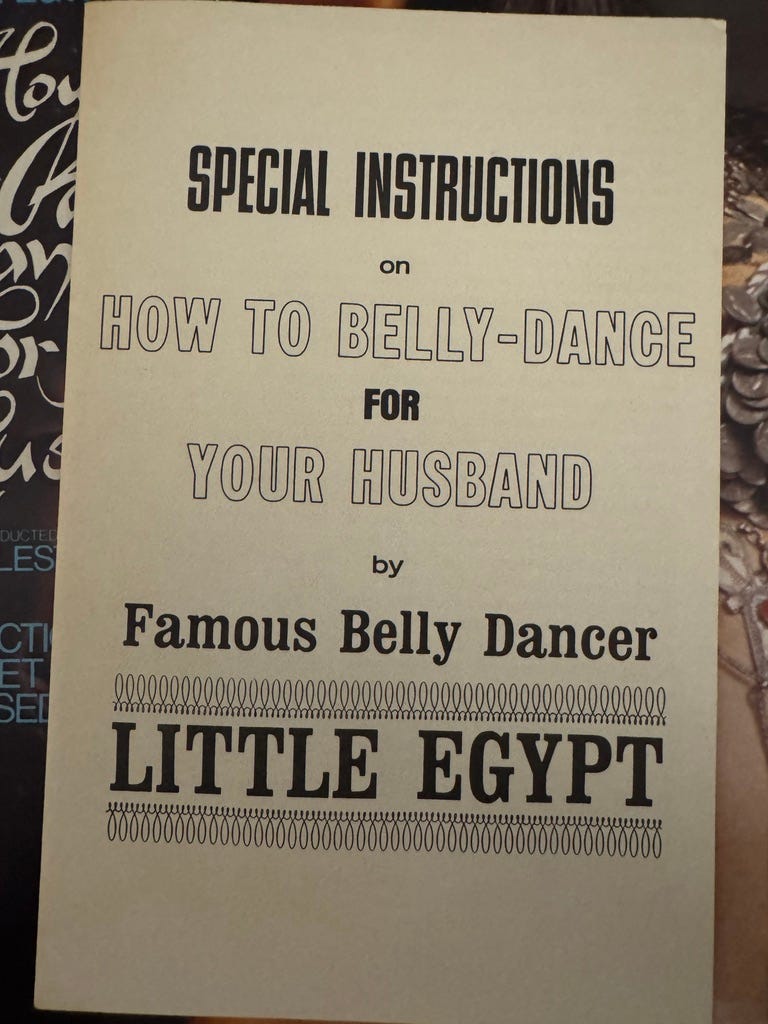 SPECIAL INSTRUCTIONS
on
HOW TO BELLY-DANCE
FOR
YOUR HUSBAND
by
Famous Belly Dancer
LITTLE EGYPT